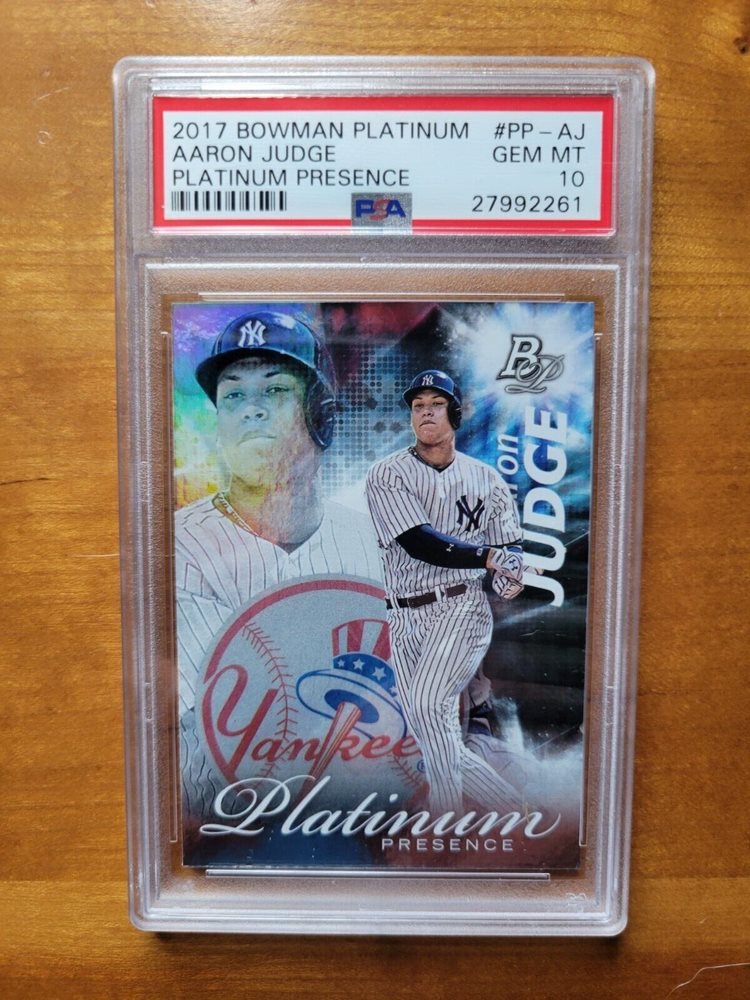 2017 BOWMAN PLATINUM #PP-AJ
AARON JUDGE GEM MT
PLATINUM PRESENCE 10
PSA 27992261
NY
BP
NY
NY
JUDGE
Yankees
Platinum
PRESENCE